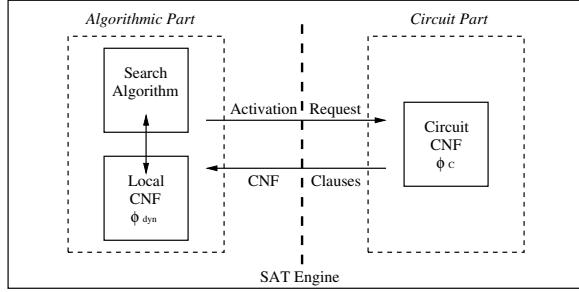 Algorithmic Part
Circuit Part
Search
Algorithm
Activation Request
Circuit
CNF
ϕ C
Local
CNF
ϕ dyn
CNF Clauses
SAT Engine